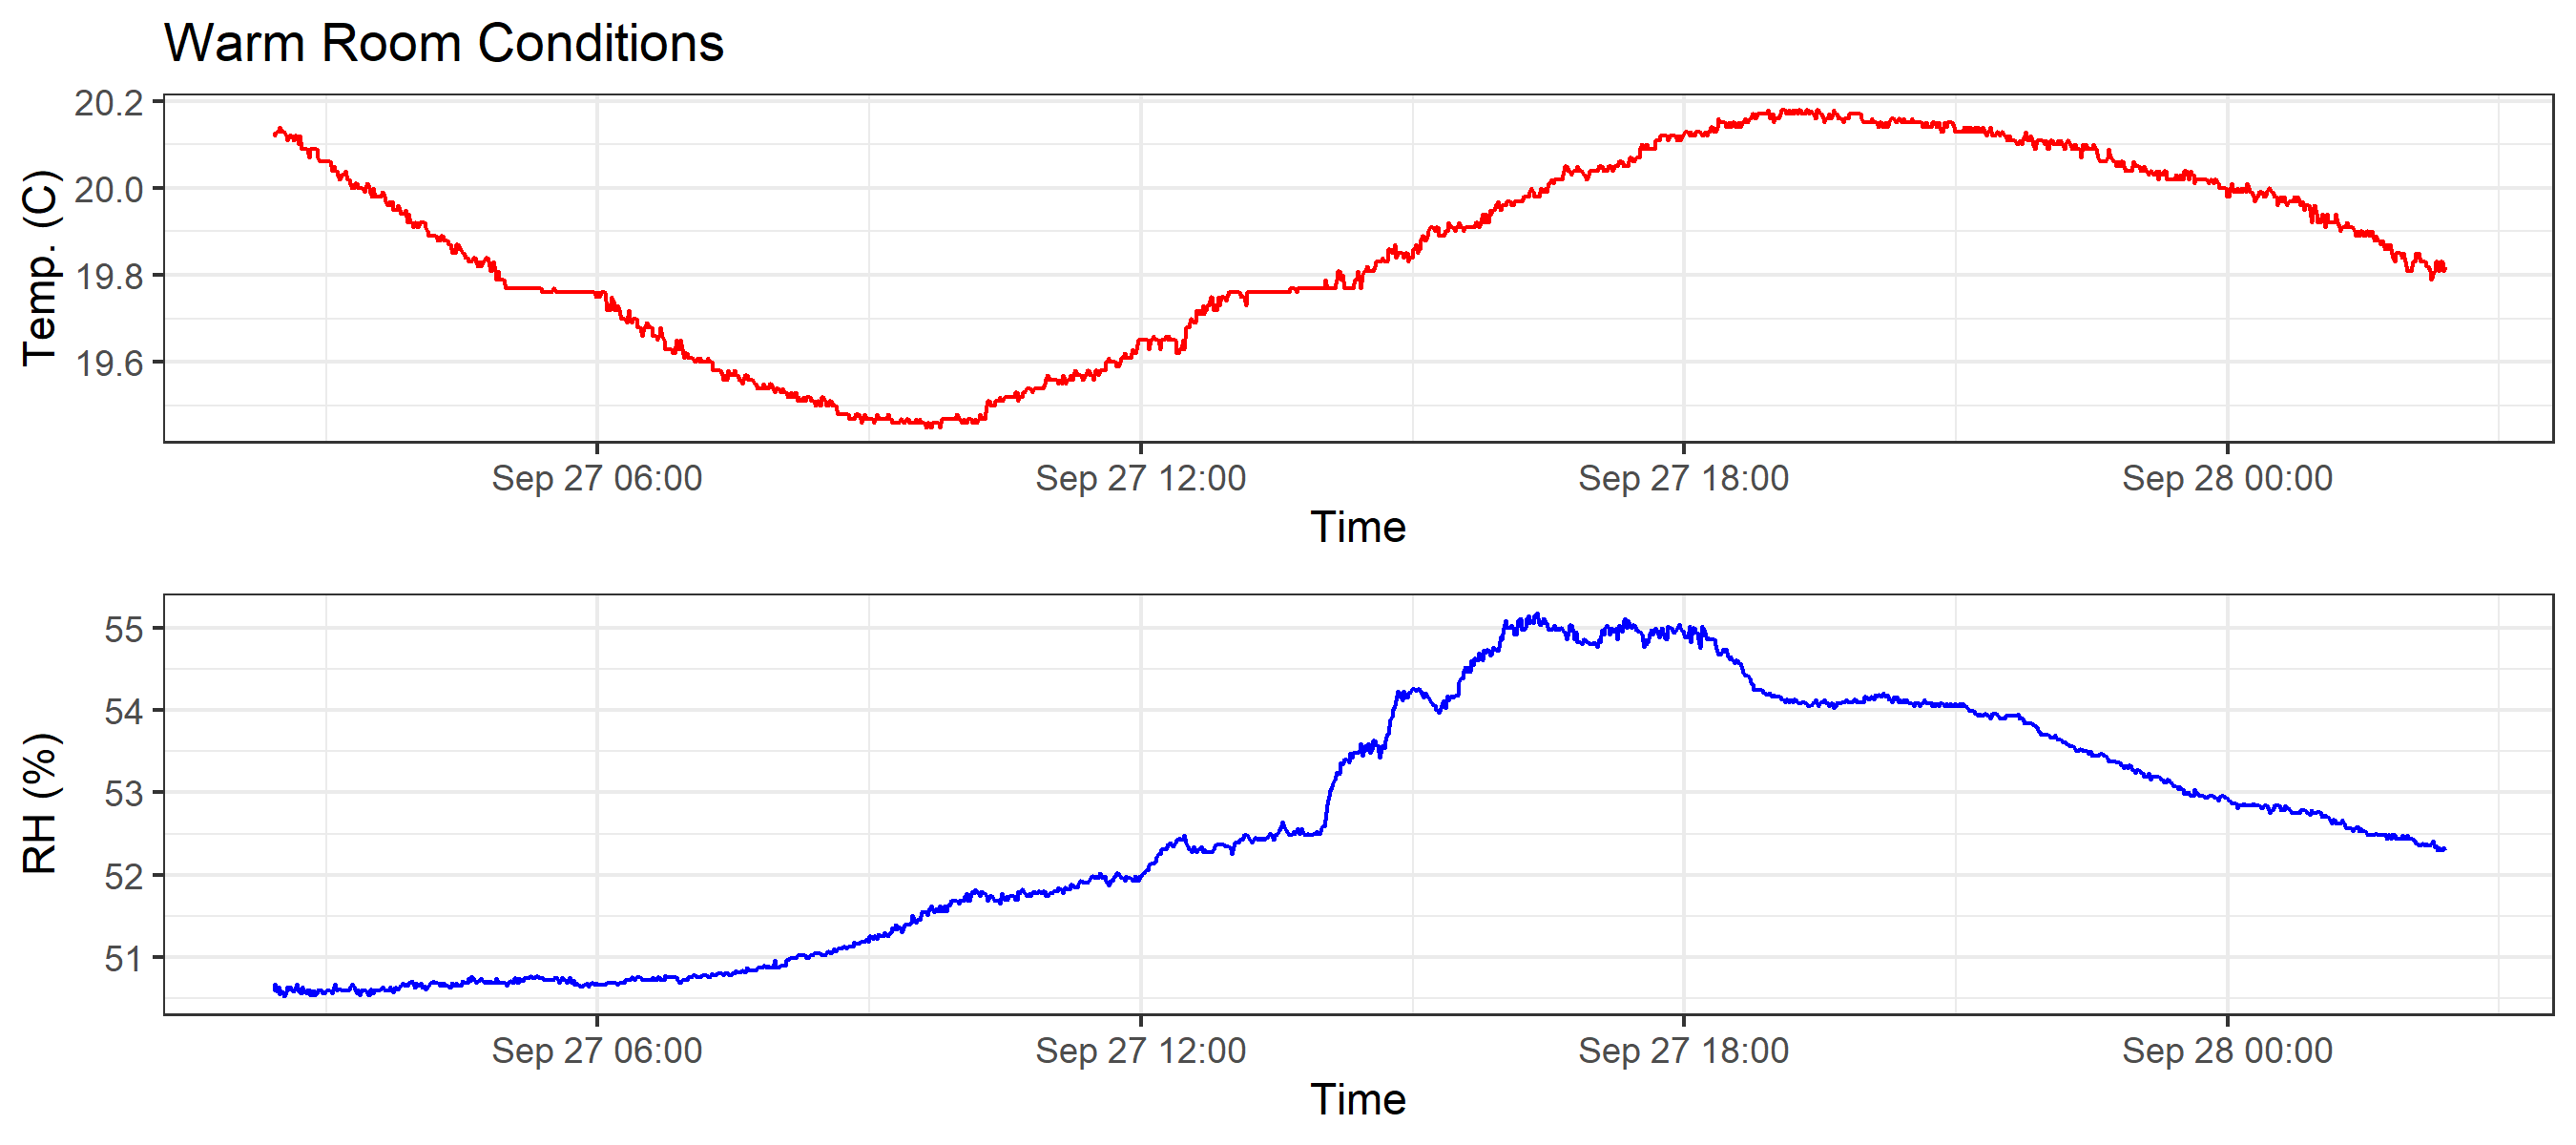 Warm Room Conditions
20.2
20.0
19.8
19.6
Temp. (C)
Sep 27 06:00 Sep 27 12:00 Sep 27 18:00 Sep 28 00:00
Time
55
54
53
52
51
RH (%)
Sep 27 06:00 Sep 27 12:00 Sep 27 18:00 Sep 28 00:00
Time